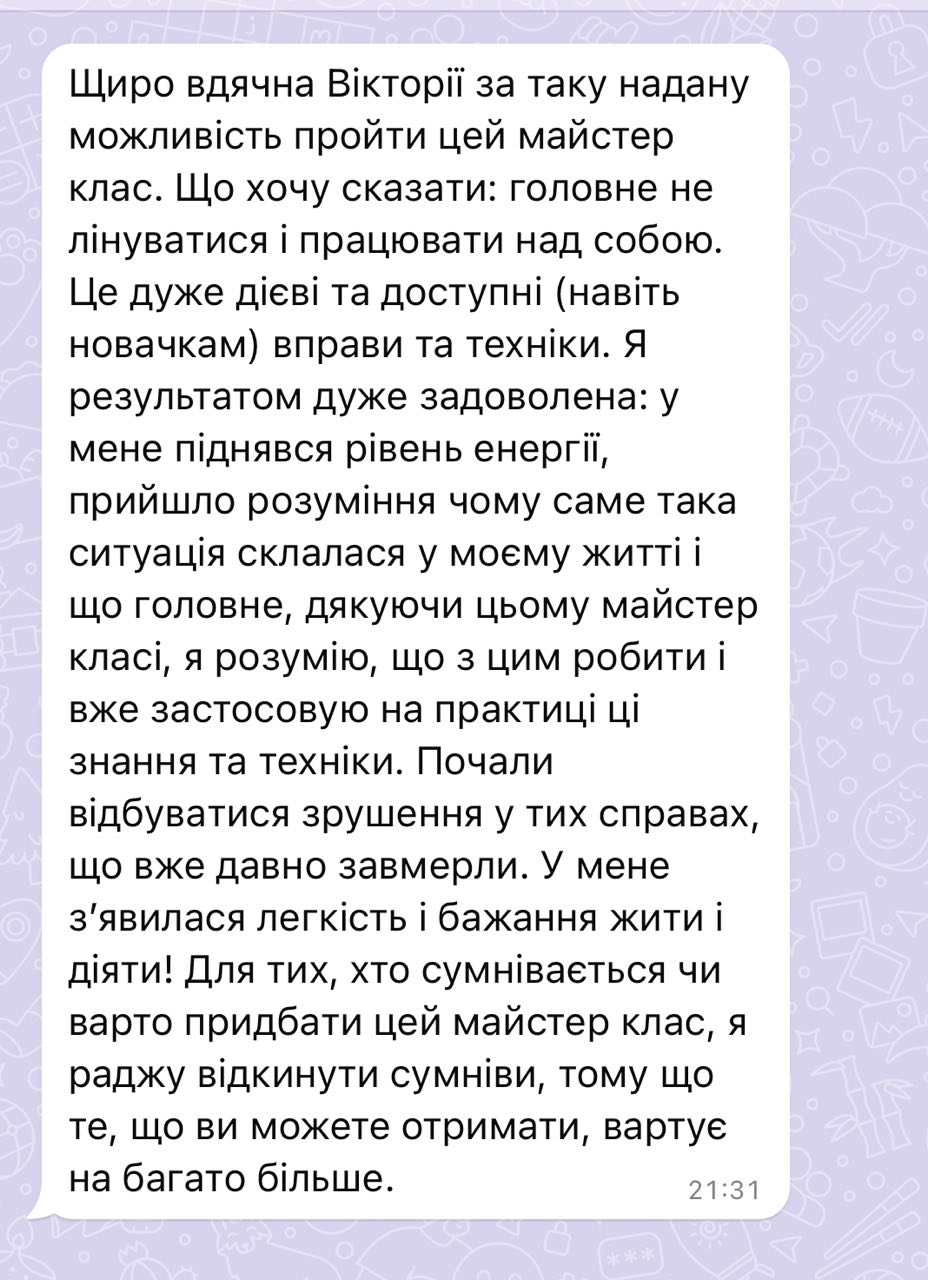 Щиро вдячна Вікторії за таку надану
можливість пройти цей майстер
клас. Що хочу сказати: головне не
лінуватися і працювати над собою.
Це дуже дієві та доступні (навіть
новачкам) вправи та техніки. Я
результатом дуже задоволена: у
мене піднявся рівень енергії,
прийшло розуміння чому саме така
ситуація склалася у моєму житті і
що головне, дякуючи цьому майстер
класі, я розумію, що з цим робити і
вже застосовую на практиці ці
знання та техніки. Почали
відбуватися зрушення у тих справах,
що вже давно завмерли. У мене
з’явилася легкість і бажання жити і
діяти! Для тих, хто сумнівається чи
варто придбати цей майстер клас, я
раджу відкинути сумніви, тому що
те, що ви можете отримати, вартує
на багато більше.
21:31